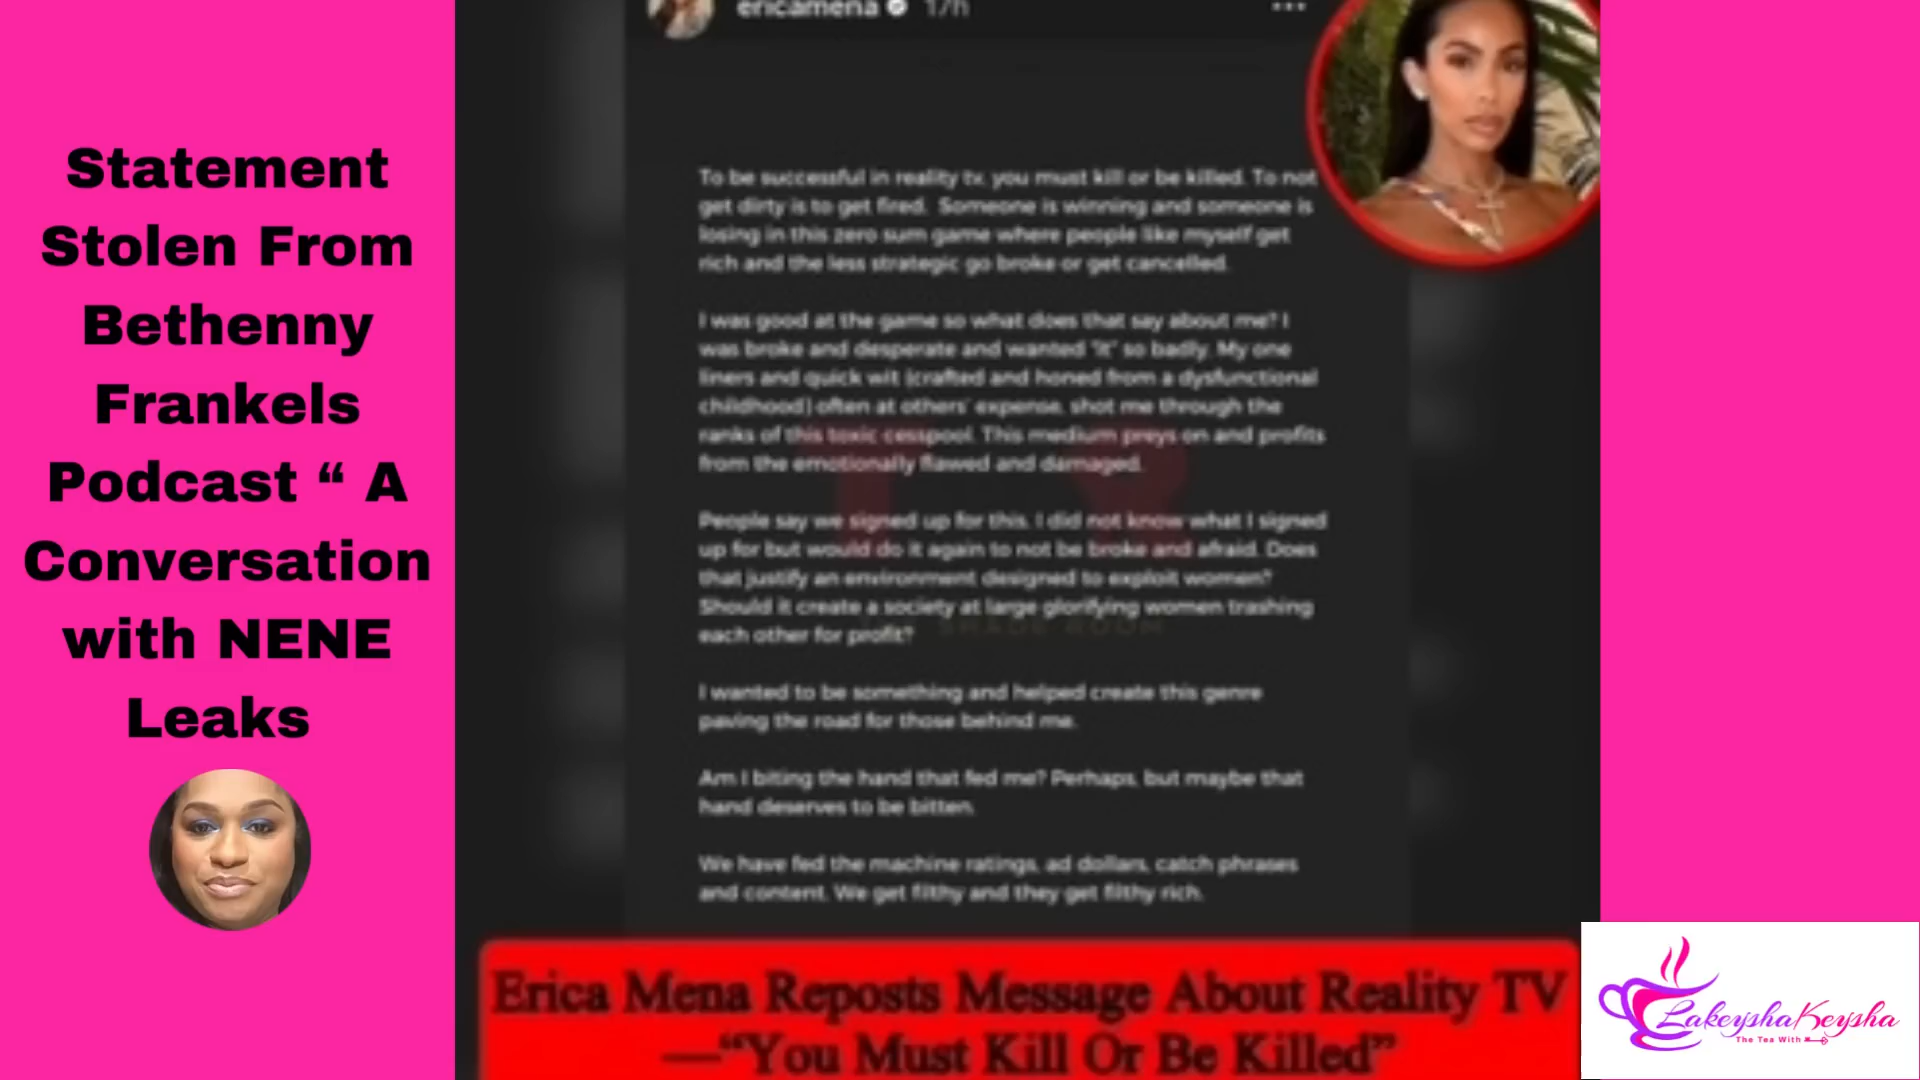 Statement
Stolen From
Bethenny
Frankels
Podcast “ A
Conversation
with NENE
Leaks
ericamena 17h
To be successful in reality tv, you must kill or be killed. To not
get dirty is to get fired. Someone is winning and someone is
losing in this zero sum game where people like myself get
rich and the less strategic go broke or get cancelled.
I was good at the game so what does that say about me? I
was broke and desperate and wanted "it" so badly. My one
liners and quick wit (crafted and honed from a dysfunctional
childhood) often at others' expense, shot me through the
ranks of this toxic cesspool. This medium preys on and profits
from the emotionally flawed and damaged.
People say we signed up for this. I did not know what I signed
up for but would do it again to not be broke and afraid. Does
that justify an environment designed to exploit women?
Should it create a society at large glorifying women trashing
each other for profit?
I wanted to be something and helped create this genre
paving the road for those behind me.
Am I biting the hand that fed me? Perhaps, but maybe that
hand deserves to be bitten.
We have fed the machine ratings, ad dollars, catch phrases
and content. We get filthy and they get filthy rich.
Erica Mena Reposts Message About Reality TV
—“You Must Kill Or Be Killed”
LakeyshaKeysha
The Tea With